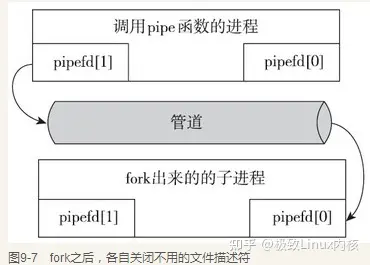 调用pipe函数的进程
pipefd[1] pipefd[0]
管道
fork出来的的子进程
pipefd[1] pipefd[0]
知乎 @极致Linux内核
图9-7 fork之后，各自关闭不用的文件描述符